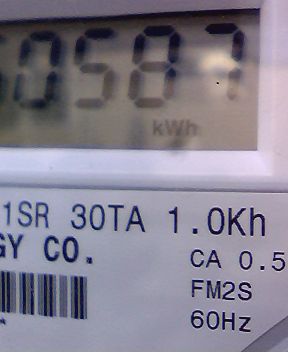 0587
kWh
1SR 30TA 1.0Kh
GY CO.
CA 0.5
FM2S
60Hz